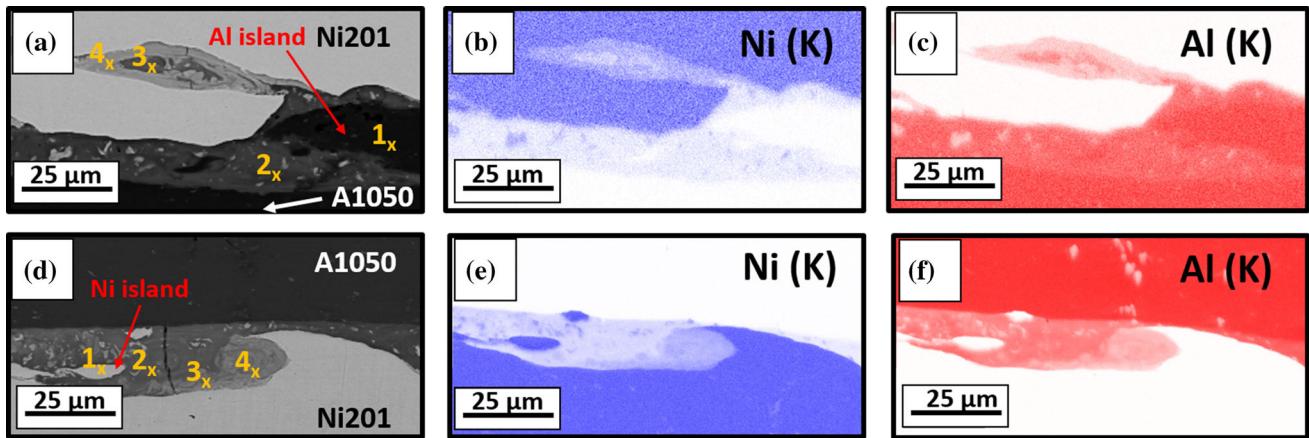 (a)
4x
3x
Al island
Ni201
1x
2x
25 µm
A1050
(b)
Ni (K)
25 µm
(c)
Al (K)
25 µm
(d)
A1050
Ni island
1x
2x
3x
4x
25 µm
Ni201
(e)
Ni (K)
25 µm
(f)
Al (K)
25 µm